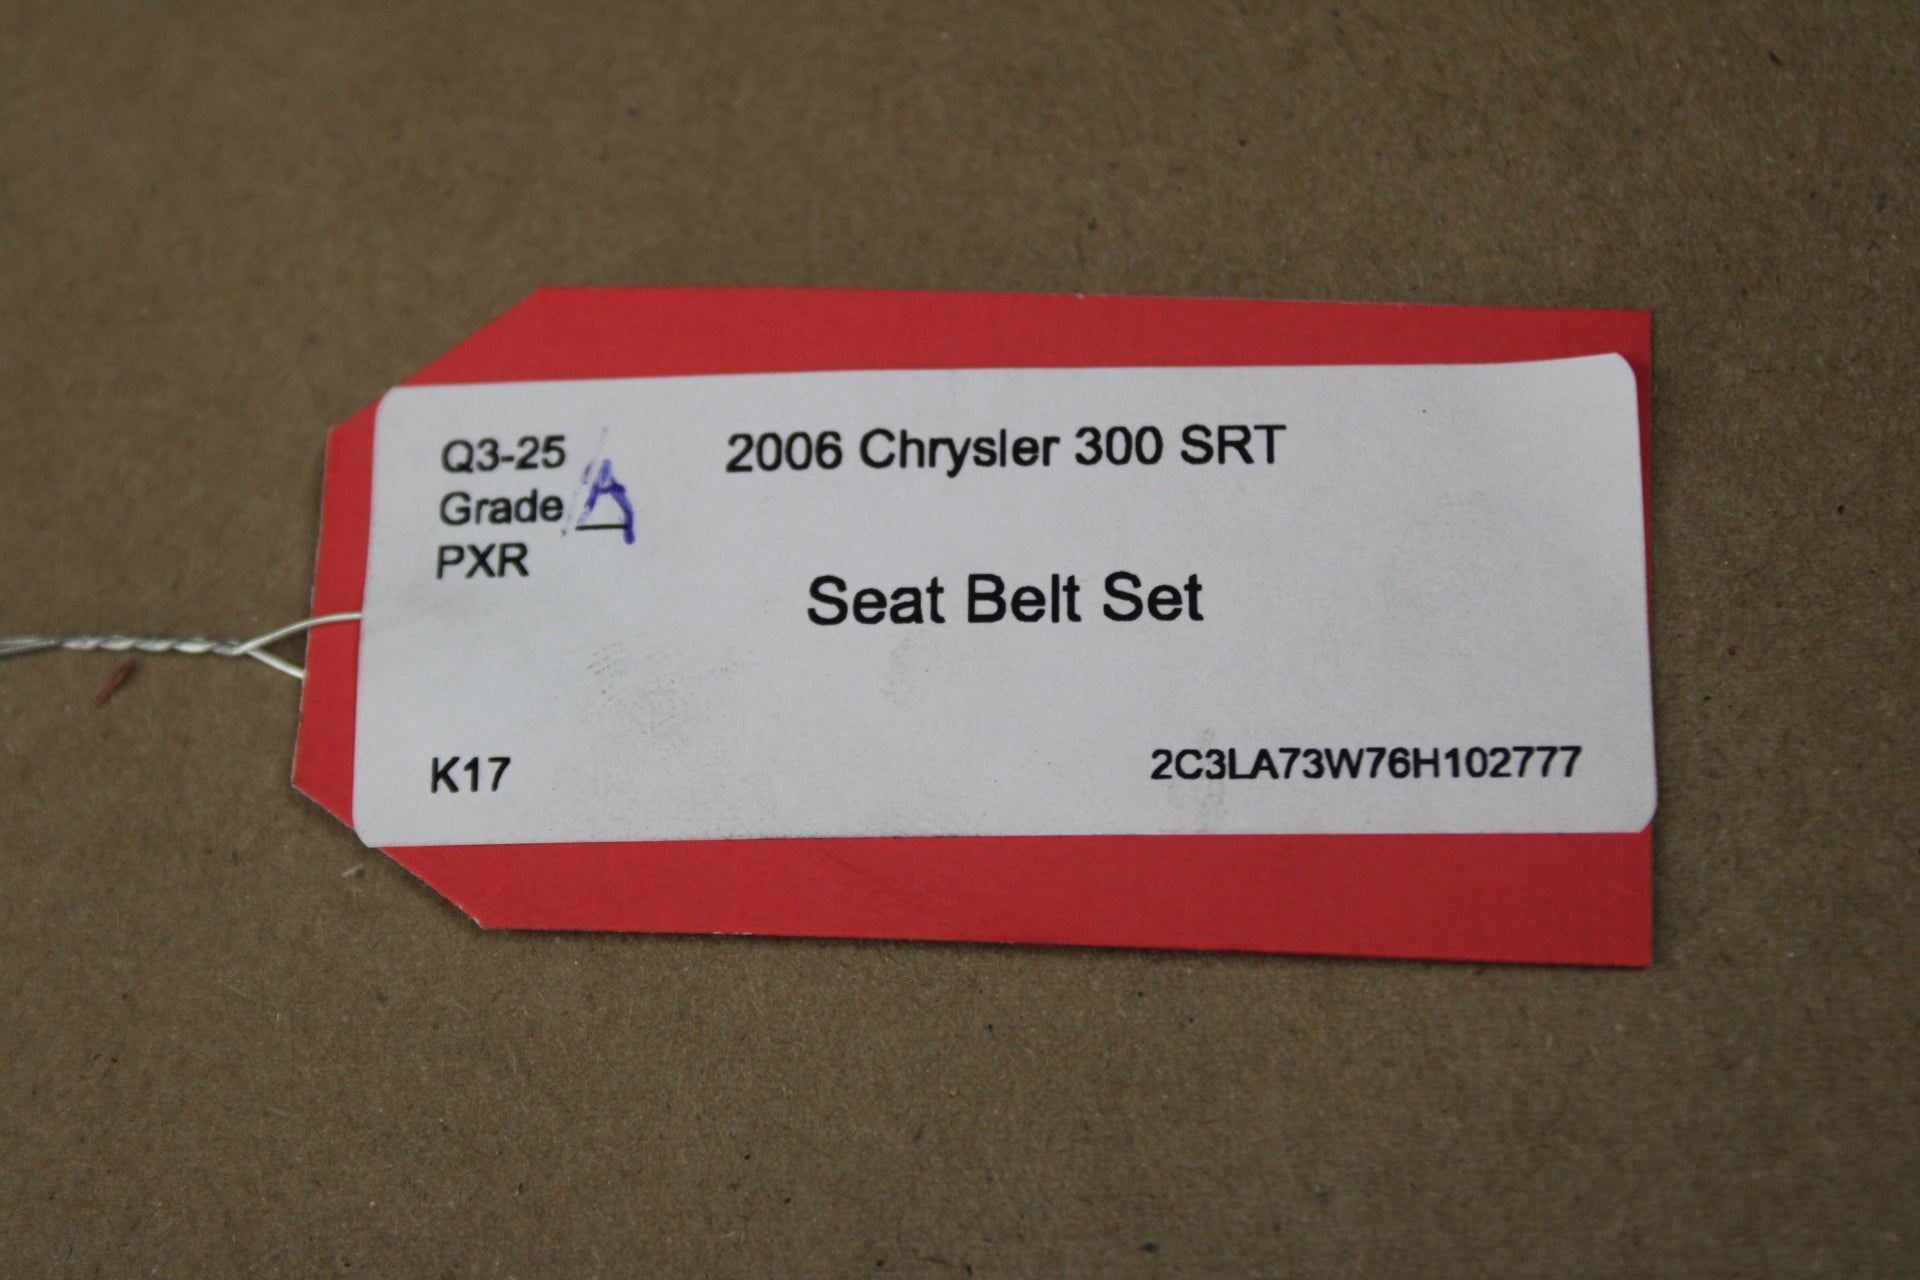 Q3-25
Grade A
PXR
2006 Chrysler 300 SRT
Seat Belt Set
K17
2C3LA73W76H102777